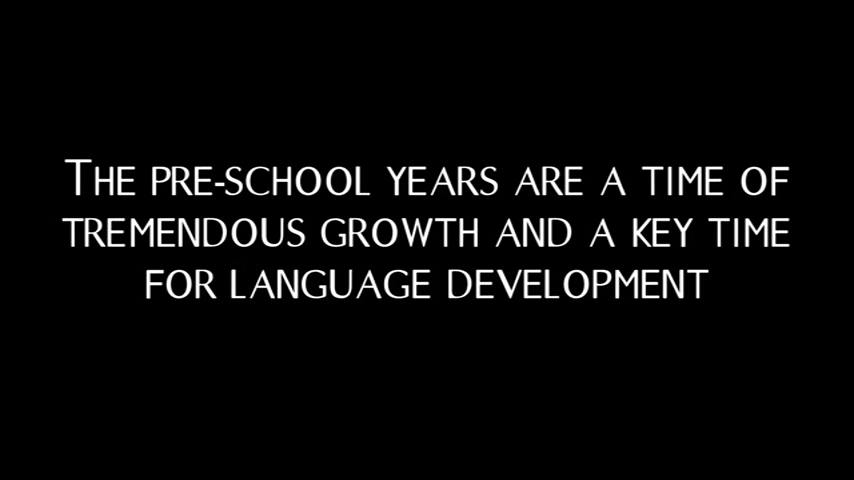 The pre-school years are a time of
tremendous growth and a key time
for language development